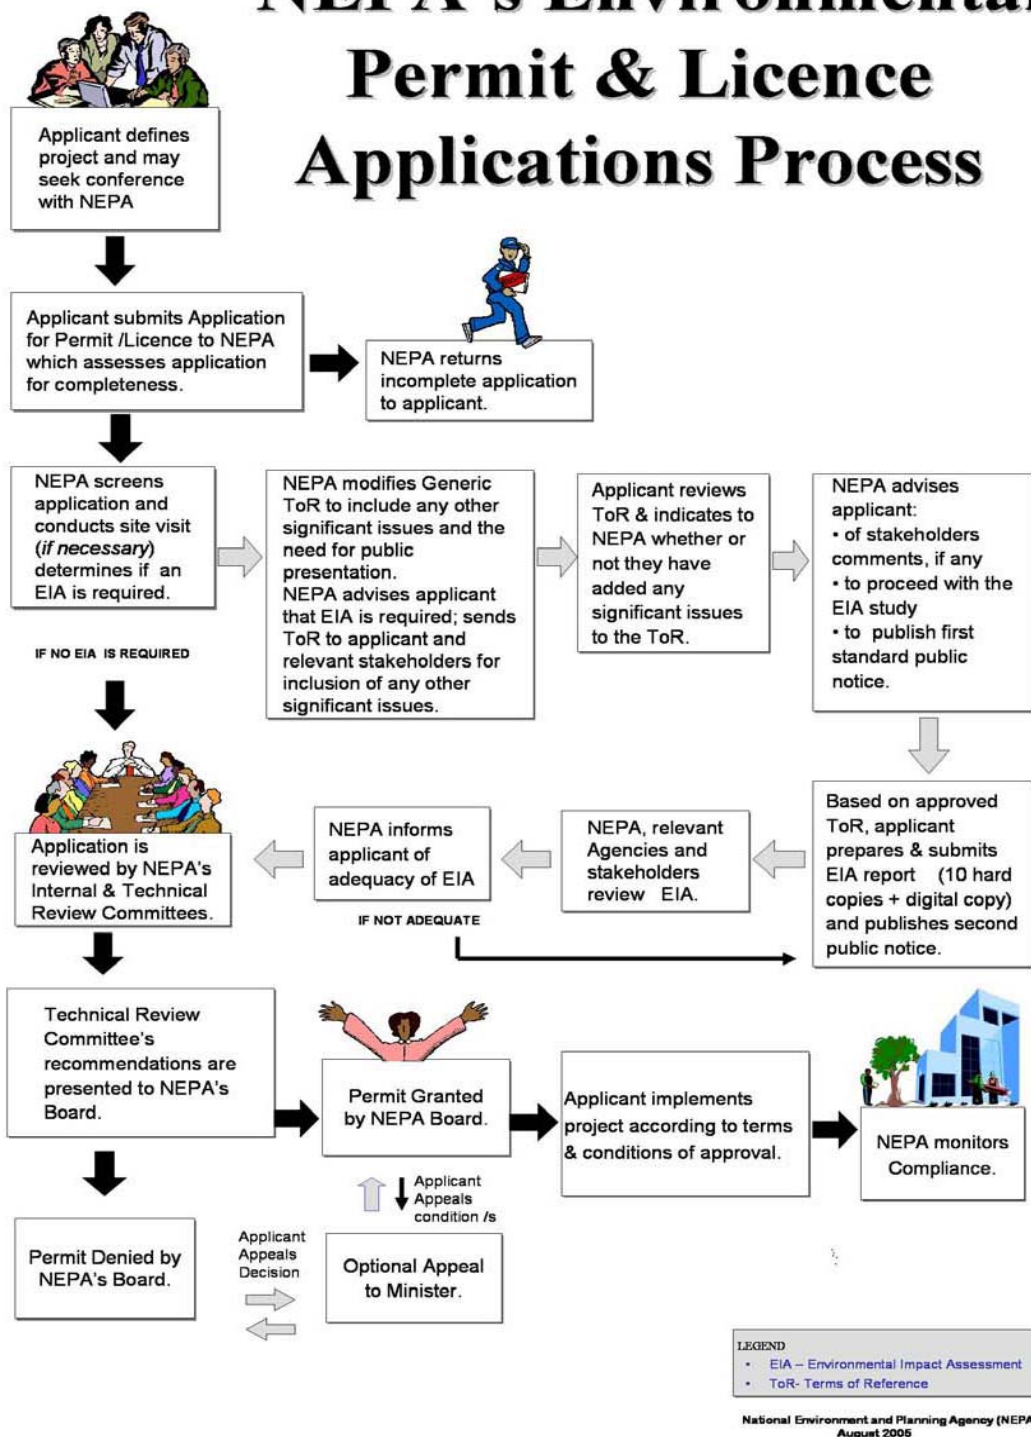 NEPA's Environmental
Permit & Licence
Applications Process
Applicant defines
project and may
seek conference
with NEPA
Applicant submits Application
for Permit /Licence to NEPA
which assesses application
for completeness.
NEPA returns
incomplete application
to applicant.
NEPA screens
application and
conducts site visit
(if necessary)
determines if an
EIA is required.
NEPA modifies Generic
ToR to include any other
significant issues and the
need for public
presentation.
NEPA advises applicant
that EIA is required; sends
ToR to applicant and
relevant stakeholders for
inclusion of any other
significant issues.
Applicant reviews
ToR & indicates to
NEPA whether or
not they have
added any
significant issues
to the ToR.
NEPA advises
applicant:
• of stakeholders
comments, if any
• to proceed with the
EIA study
• to publish first
standard public
notice.
IF NO EIA IS REQUIRED
Application is
reviewed by NEPA's
Internal & Technical
Review Committees.
NEPA informs
applicant of
adequacy of EIA
IF NOT ADEQUATE
NEPA, relevant
Agencies and
stakeholders
review EIA.
Based on approved
ToR, applicant
prepares & submits
EIA report (10 hard
copies + digital copy)
and publishes second
public notice.
Technical Review
Committee's
recommendations are
presented to NEPA's
Board.
Permit Granted
by NEPA Board.
Applicant implements
project according to terms
& conditions of approval.
NEPA monitors
Compliance.
Applicant
Appeals
condition /s
Permit Denied by
NEPA's Board.
Applicant
Appeals
Decision
Optional Appeal
to Minister.
LEGEND
• EIA – Environmental Impact Assessment
• ToR- Terms of Reference
National Environment and Planning Agency (NEPA
August 2005